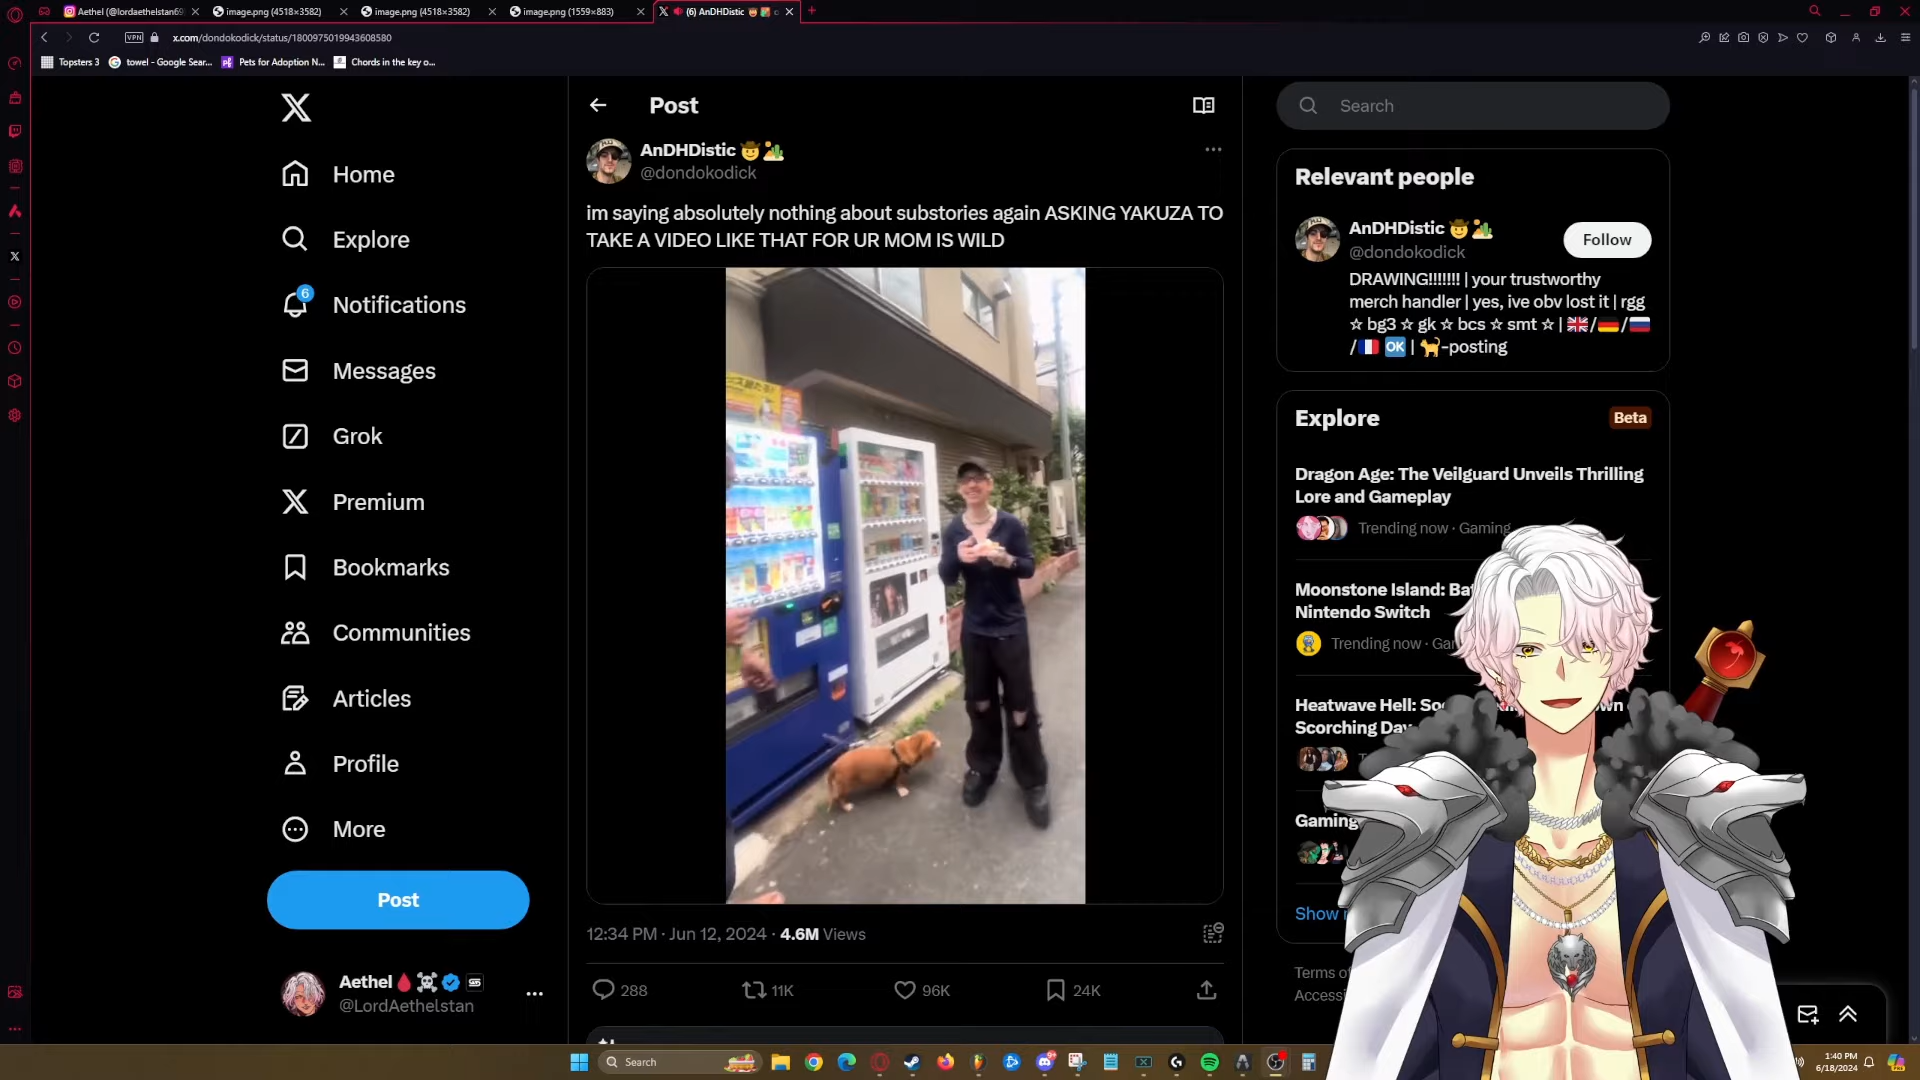 Aethel (@lordaethelstan69
image.png (4518×3582)
image.png (4518×3582)
image.png (1559×883)
(6) AnDHDistic
VPN
x.com/dondokodick/status/1800975019943608580
Topsters 3
towel - Google Sear...
Pets for Adoption N...
Chords in the key o...
Home
Explore
6
Notifications
Messages
Grok
Premium
Bookmarks
Communities
Articles
Profile
More
Post
Aethel🩸☠️
@LordAethelstan
Post
AnDHDistic 🤠🏜️
@dondokodick
im saying absolutely nothing about substories again ASKING YAKUZA TO
TAKE A VIDEO LIKE THAT FOR UR MOM IS WILD
12:34 PM · Jun 12, 2024 · 4.6M Views
288
11K
96K
24K
Search
Relevant people
AnDHDistic 🤠🏜️
@dondokodick
Follow
DRAWING!!!!!!! | your trustworthy
merch handler | yes, ive obv lost it | rgg
☆ bg3 ☆ gk ☆ bcs ☆ smt ☆ | 🇬🇧/🇩🇪/🇷🇺
/🇫🇷 🆗 | 🐈-posting
Explore
Beta
Dragon Age: The Veilguard Unveils Thrilling
Lore and Gameplay
Trending now · Gaming
Moonstone Island: Ba
Nintendo Switch
Trending now · Ga
Heatwave Hell: So
Scorching Day
Gaming
Show
Terms o
Access
Search
1:40 PM
6/18/2024